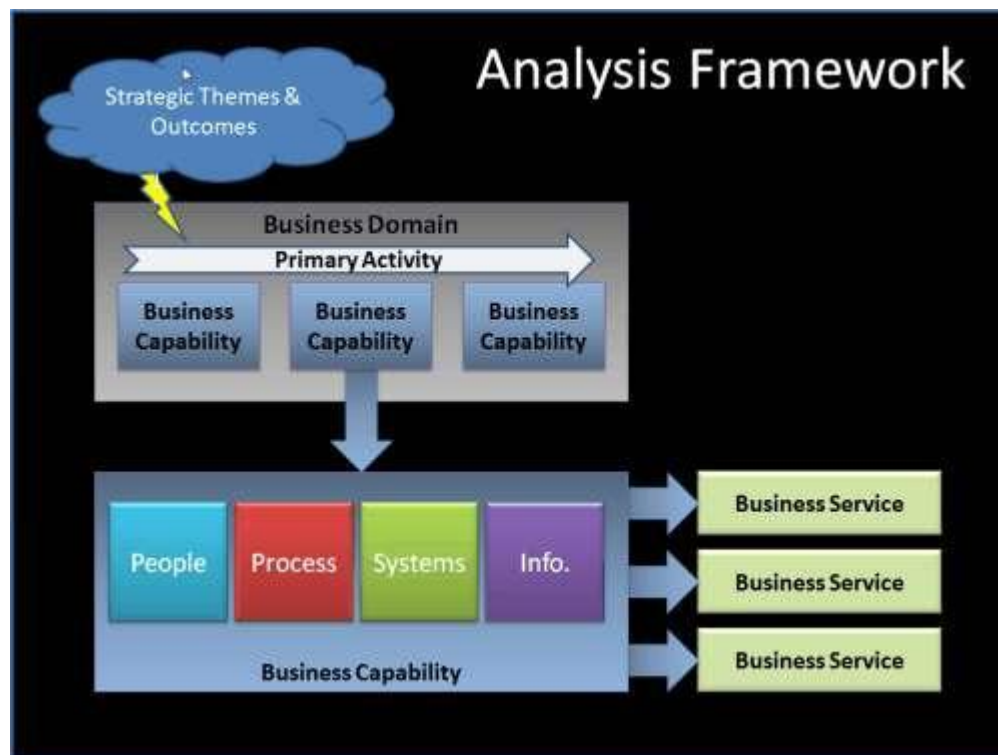 Analysis Framework
Strategic Themes &
Outcomes
Business Domain
Primary Activity
Business
Capability
Business
Capability
Business
Capability
People
Process
Systems
Info.
Business Capability
Business Service
Business Service
Business Service